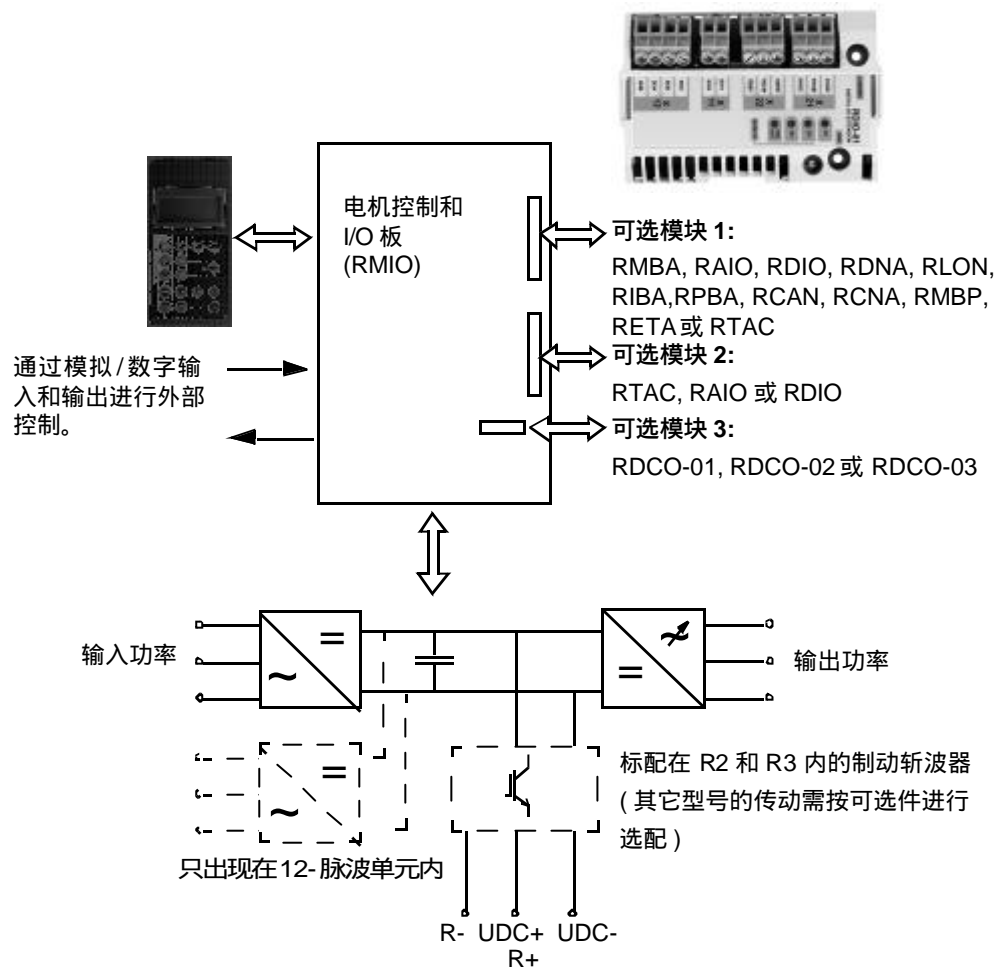 电机控制和
I/O 板
(RMIO)
可选模块 1:
RMBA, RAIO, RDIO, RDNA, RLON,
RIBA,RPBA, RCAN, RCNA, RMBP,
RETA 或 RTAC
可选模块 2:
RTAC, RAIO 或 RDIO
可选模块 3:
RDCO-01, RDCO-02 或 RDCO-03
通过模拟/数字输
入和输出进行外部
控制。
输入功率
输出功率
标配在 R2 和 R3 内的制动斩波器
(其它型号的传动需按可选件进行
选配)
只出现在12-脉波单元内
R- UDC+ UDC-
R+
RDIO-01